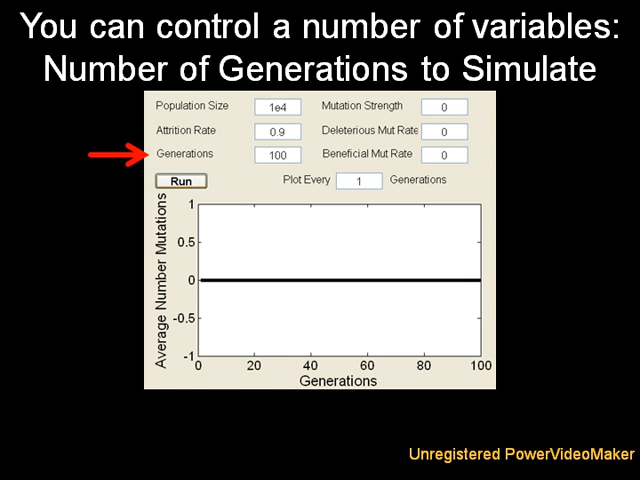 You can control a number of variables:
Number of Generations to Simulate
Population Size 1e4 Mutation Strength 0
Attrition Rate 0.9 Deleterious Mut Rate 0
Generations 100 Beneficial Mut Rate 0
Run Plot Every 1 Generations
Average Number Mutations
1
0.5
0
-0.5
-1
0 20 40 60 80 100
Generations
Unregistered PowerVideoMaker